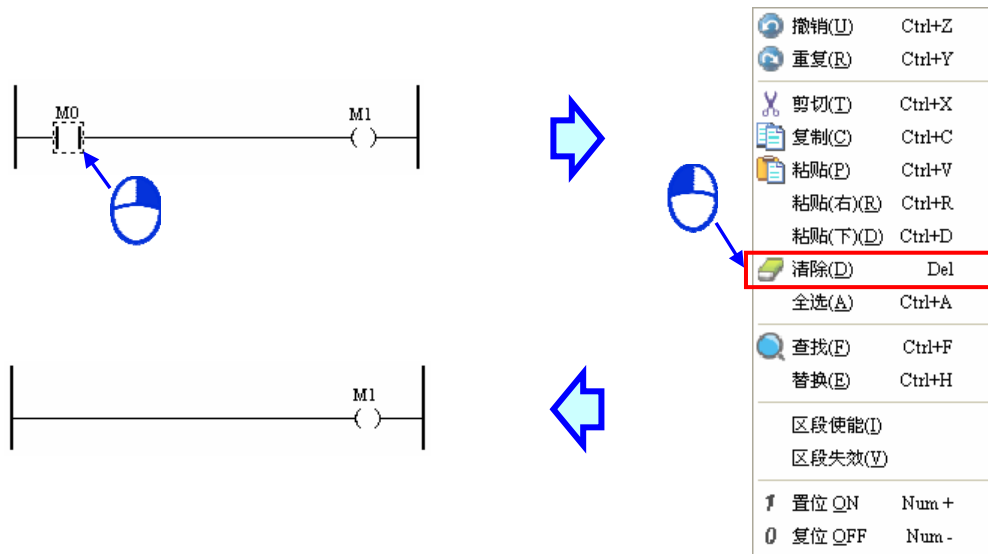 M0
M1
撤销(U) Ctrl+Z
重复(R) Ctrl+Y
剪切(T) Ctrl+X
复制(C) Ctrl+C
粘贴(P) Ctrl+V
粘贴(右)(R) Ctrl+R
粘贴(下)(D) Ctrl+D
清除(D) Del
全选(A) Ctrl+A
查找(F) Ctrl+F
替换(E) Ctrl+H
区段使能(I)
区段失效(V)
1 置位 ON Num +
0 复位 OFF Num -
M1